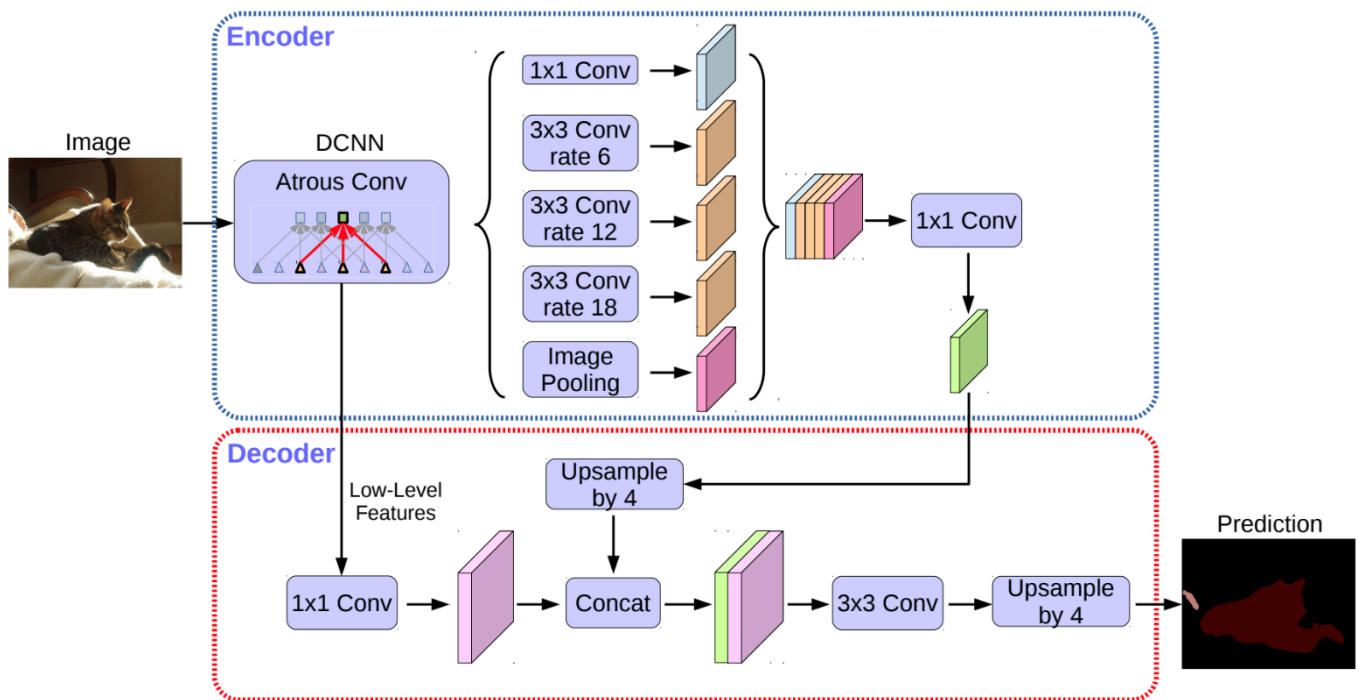 Encoder
Image
DCNN
Atrous Conv
1x1 Conv
3x3 Conv
rate 6
3x3 Conv
rate 12
3x3 Conv
rate 18
Image
Pooling
1x1 Conv
Decoder
Low-Level
Features
Upsample
by 4
1x1 Conv
Concat
3x3 Conv
Upsample
by 4
Prediction